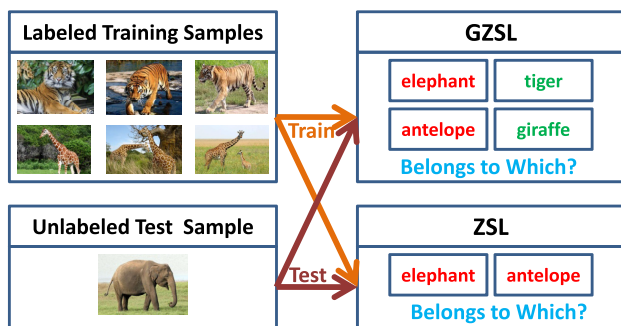 Labeled Training Samples
GZSL
elephant
tiger
antelope
giraffe
Belongs to Which?
Train
Unlabeled Test Sample
ZSL
Test
elephant
antelope
Belongs to Which?